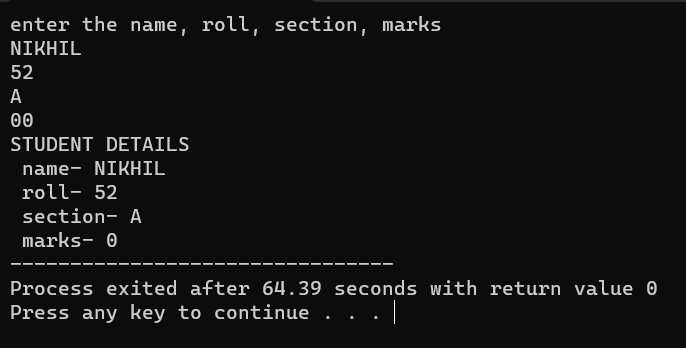 enter the name, roll, section, marks
NIKHIL
52
A
00
STUDENT DETAILS
 name- NIKHIL
 roll- 52
 section- A
 marks- 0
--------------------------------
Process exited after 64.39 seconds with return value 0
Press any key to continue . . .